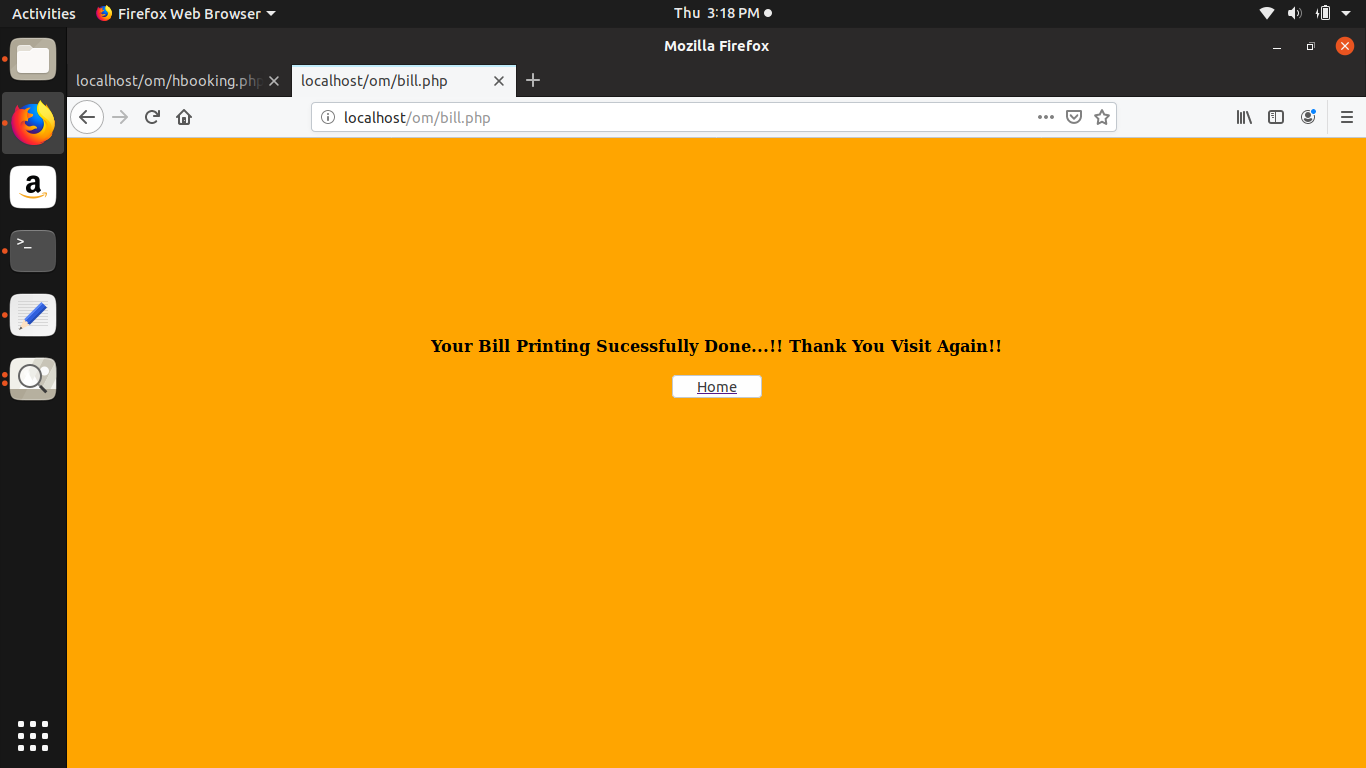 Activities
Firefox Web Browser
Thu 3:18 PM
Mozilla Firefox
localhost/om/hbooking.php
localhost/om/bill.php
localhost/om/bill.php
a
>_
Your Bill Printing Sucessfully Done...!! Thank You Visit Again!!
Home